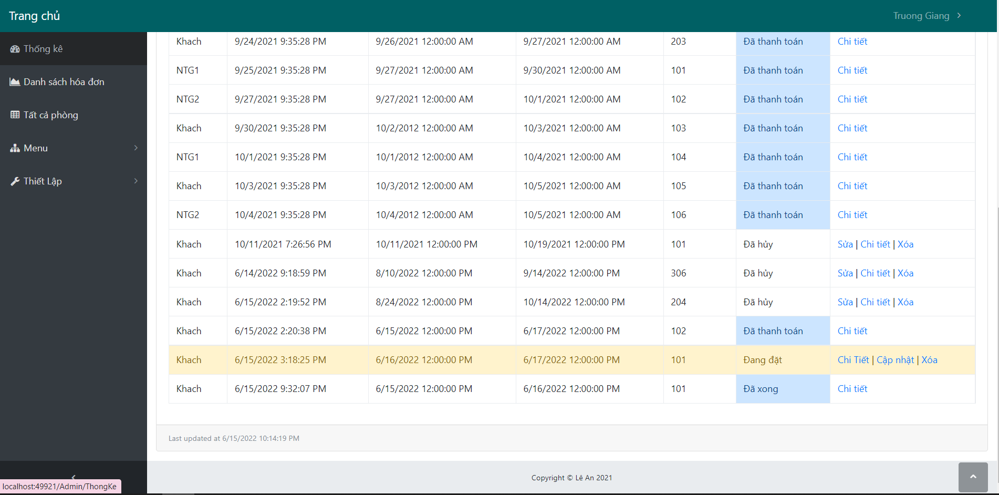 Trang chủ Truong Giang
Thống kê
Danh sách hóa đơn
Tất cả phòng
Menu
Thiết Lập
Khach 9/24/2021 9:35:28 PM 9/26/2021 12:00:00 AM 9/27/2021 12:00:00 AM 203 Đã thanh toán Chi tiết
NTG1 9/25/2021 9:35:28 PM 9/27/2021 12:00:00 AM 9/30/2021 12:00:00 AM 101 Đã thanh toán Chi tiết
NTG2 9/27/2021 9:35:28 PM 9/27/2021 12:00:00 AM 10/1/2021 12:00:00 AM 102 Đã thanh toán Chi tiết
Khach 9/30/2021 9:35:28 PM 10/2/2012 12:00:00 AM 10/3/2021 12:00:00 AM 103 Đã thanh toán Chi tiết
NTG1 10/1/2021 9:35:28 PM 10/1/2012 12:00:00 AM 10/4/2021 12:00:00 AM 104 Đã thanh toán Chi tiết
Khach 10/3/2021 9:35:28 PM 10/3/2012 12:00:00 AM 10/5/2021 12:00:00 AM 105 Đã thanh toán Chi tiết
NTG2 10/4/2021 9:35:28 PM 10/4/2012 12:00:00 AM 10/5/2021 12:00:00 AM 106 Đã thanh toán Chi tiết
Khach 10/11/2021 7:26:56 PM 10/11/2021 12:00:00 PM 10/19/2021 12:00:00 PM 101 Đã hủy Sửa | Chi tiết | Xóa
Khach 6/14/2022 9:18:59 PM 8/10/2022 12:00:00 PM 9/14/2022 12:00:00 PM 306 Đã hủy Sửa | Chi tiết | Xóa
Khach 6/15/2022 2:19:52 PM 8/24/2022 12:00:00 PM 10/14/2022 12:00:00 PM 204 Đã hủy Sửa | Chi tiết | Xóa
Khach 6/15/2022 2:20:38 PM 6/15/2022 12:00:00 PM 6/17/2022 12:00:00 PM 102 Đã thanh toán Chi tiết
Khach 6/15/2022 3:18:25 PM 6/16/2022 12:00:00 PM 6/17/2022 12:00:00 PM 101 Đang đặt Chi Tiết | Cập nhật | Xóa
Khach 6/15/2022 9:32:07 PM 6/15/2022 12:00:00 PM 6/16/2022 12:00:00 PM 101 Đã xong Chi tiết
Last updated at 6/15/2022 10:14:19 PM
Copyright © Lê An 2021
localhost:49921/Admin/ThongKe